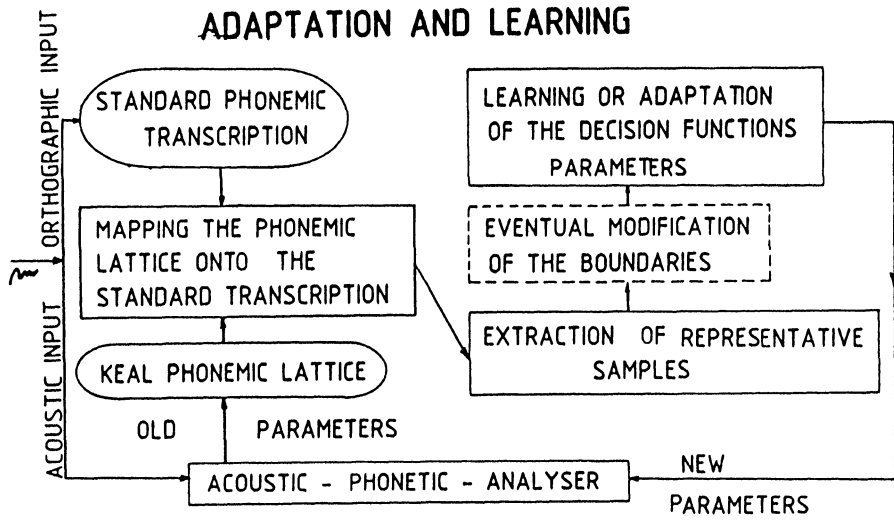 ADAPTATION AND LEARNING
ORTHOGRAPHIC INPUT
ACOUSTIC INPUT
STANDARD PHONEMIC
TRANSCRIPTION
MAPPING THE PHONEMIC
LATTICE ONTO THE
STANDARD TRANSCRIPTION
KEAL PHONEMIC LATTICE
OLD PARAMETERS
ACOUSTIC - PHONETIC - ANALYSER
LEARNING OR ADAPTATION
OF THE DECISION FUNCTIONS
PARAMETERS
EVENTUAL MODIFICATION
OF THE BOUNDARIES
EXTRACTION OF REPRESENTATIVE
SAMPLES
NEW
PARAMETERS